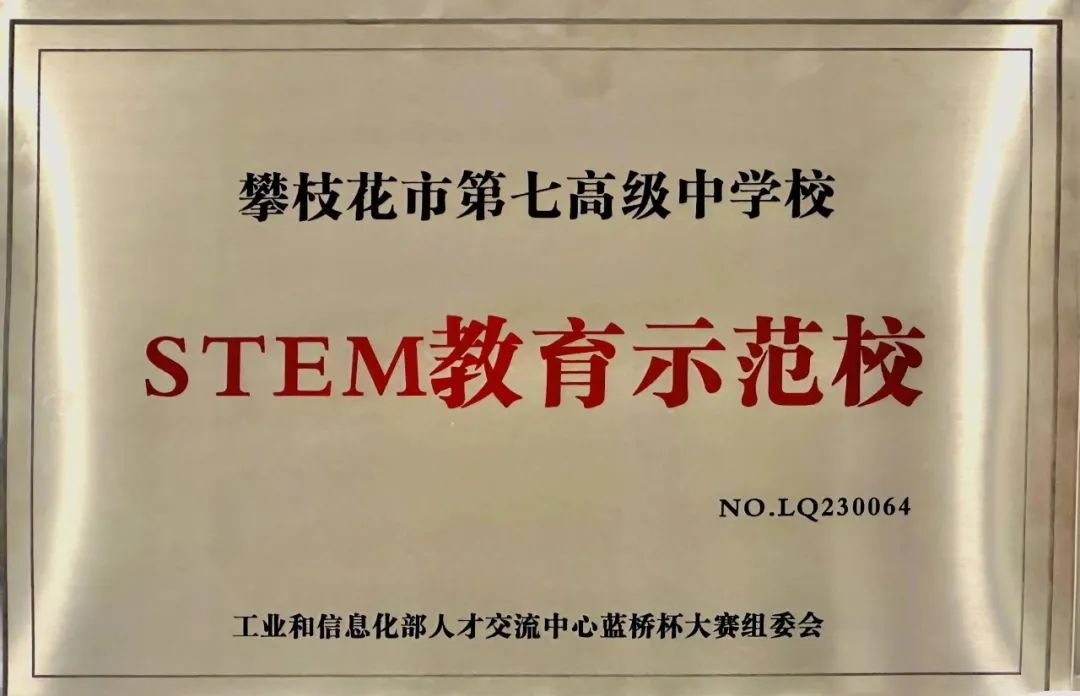 攀枝花市第七高级中学校
STEM教育示范校
NO.LQ230064
工业和信息化部人才交流中心蓝桥杯大赛组委会